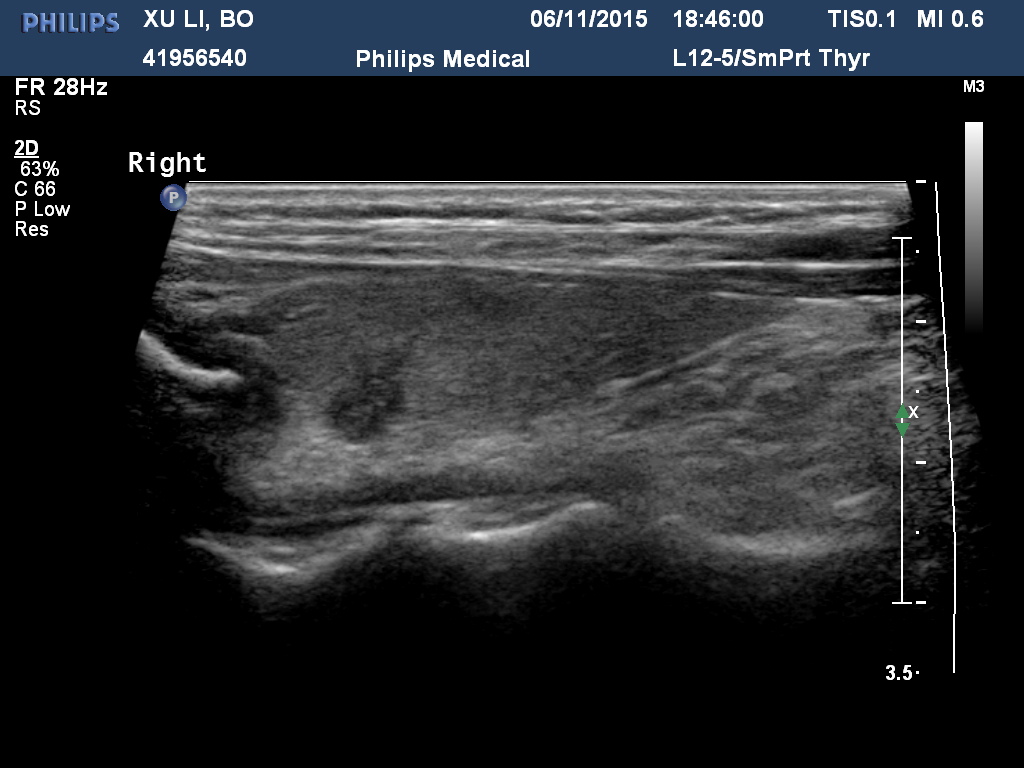 PHILIPS XU LI, BO 06/11/2015 18:46:00 TIS0.1 MI 0.6
41956540 Philips Medical L12-5/SmPrt Thyr
FR 28Hz
RS
M3
2D
63%
C 66
P Low
Res
Right
P
X
3.5